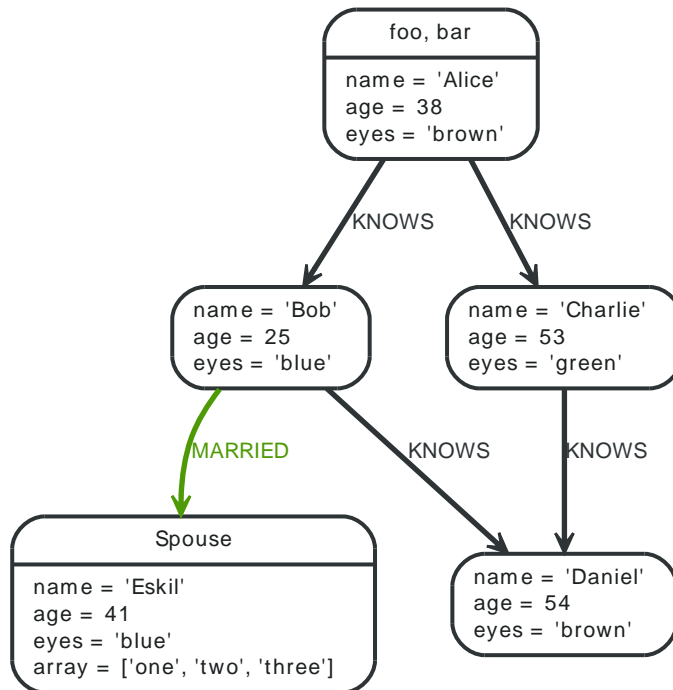 foo, bar
name = 'Alice'
age = 38
eyes = 'brown'
KNOWS
KNOWS
name = 'Bob'
age = 25
eyes = 'blue'
name = 'Charlie'
age = 53
eyes = 'green'
MARRIED
KNOWS
KNOWS
Spouse
name = 'Eskil'
age = 41
eyes = 'blue'
array = ['one', 'two', 'three']
name = 'Daniel'
age = 54
eyes = 'brown'